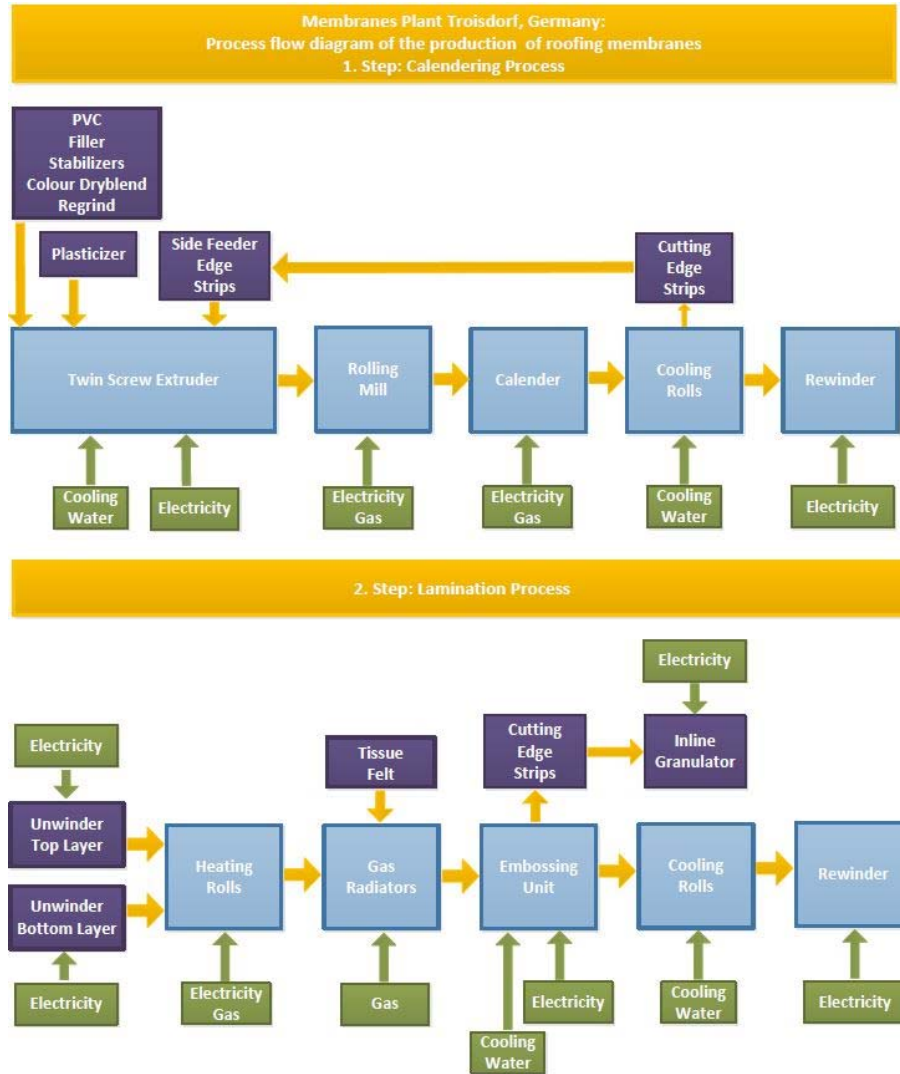 Membranes Plant Troisdorf, Germany:
Process flow diagram of the production of roofing membranes
1. Step: Calendering Process
PVC
Filler
Stabilizers
Colour Dryblend
Regrind
Plasticizer
Side Feeder
Edge
Strips
Cutting
Edge
Strips
Twin Screw Extruder
Rolling
Mill
Calender
Cooling
Rolls
Rewinder
Cooling
Water
Electricity
Electricity
Gas
Electricity
Gas
Cooling
Water
Electricity
2. Step: Lamination Process
Electricity
Electricity
Tissue
Felt
Cutting
Edge
Strips
Inline
Granulator
Unwinder
Top Layer
Unwinder
Bottom Layer
Heating
Rolls
Gas
Radiators
Embossing
Unit
Cooling
Rolls
Rewinder
Electricity
Electricity
Gas
Gas
Cooling
Water
Electricity
Cooling
Water
Electricity